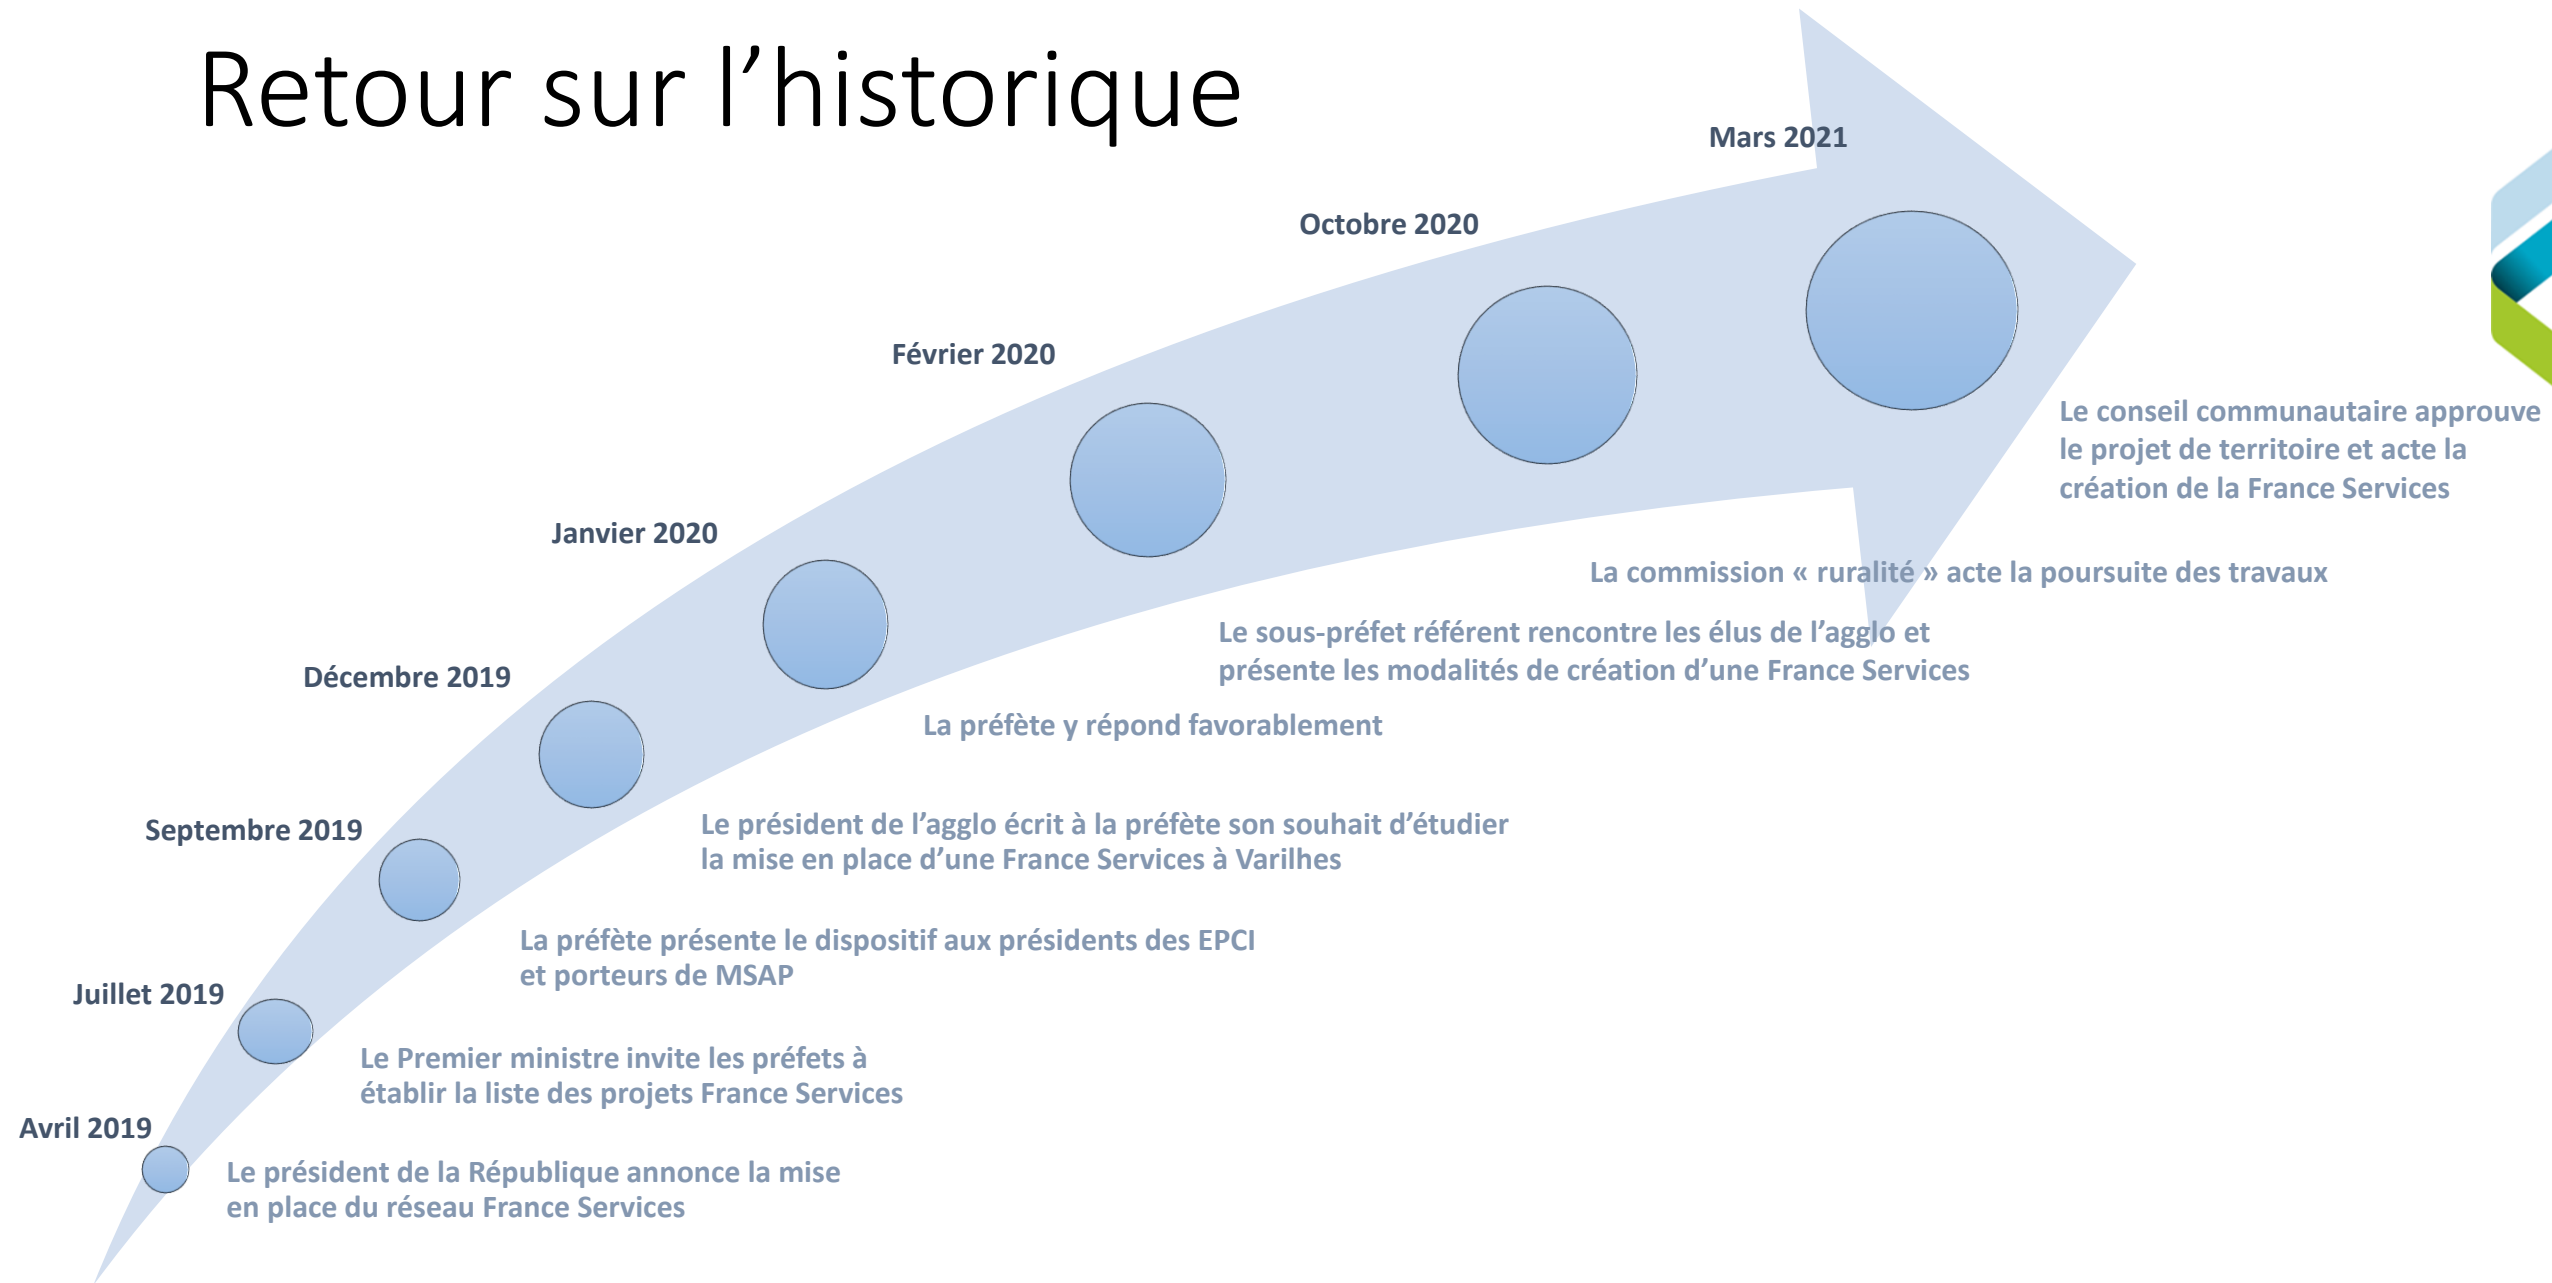 Retour sur l’historique
Avril 2019
Le président de la République annonce la mise
en place du réseau France Services
Juillet 2019
Le Premier ministre invite les préfets à
établir la liste des projets France Services
Septembre 2019
La préfète présente le dispositif aux présidents des EPCI
et porteurs de MSAP
Décembre 2019
Le président de l’agglo écrit à la préfète son souhait d’étudier
la mise en place d’une France Services à Varilhes
Janvier 2020
La préfète y répond favorablement
Février 2020
Le sous-préfet référent rencontre les élus de l’agglo et
présente les modalités de création d’une France Services
Octobre 2020
La commission « ruralité » acte la poursuite des travaux
Mars 2021
Le conseil communautaire approuve
le projet de territoire et acte la
création de la France Services